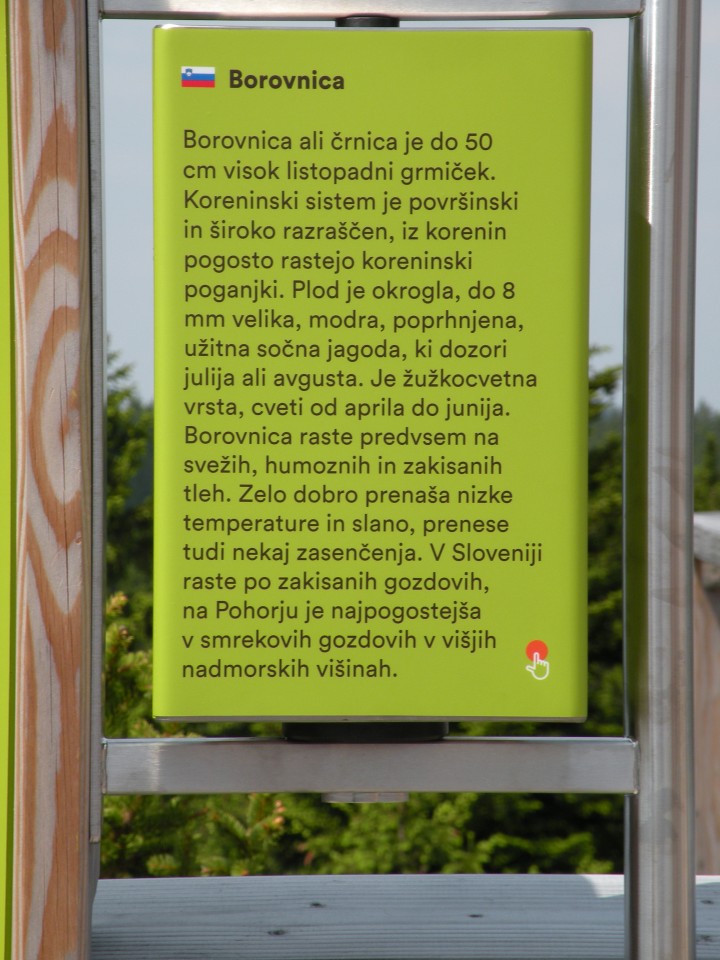 Borovnica
Borovnica ali črnica je do 50
cm visok listopadni grmiček.
Koreninski sistem je površinski
in široko razraščen, iz korenin
pogosto rastejo koreninski
poganjki. Plod je okrogla, do 8
mm velika, modra, poprhnjena,
užitna sočna jagoda, ki dozori
julija ali avgusta. Je žužkocvetna
vrsta, cveti od aprila do junija.
Borovnica raste predvsem na
svežih, humoznih in zakisanih
tleh. Zelo dobro prenaša nizke
temperature in slano, prenese
tudi nekaj zasenčenja. V Sloveniji
raste po zakisanih gozdovih,
na Pohorju je najpogostejša
v smrekovih gozdovih v višjih
nadmorskih višinah.